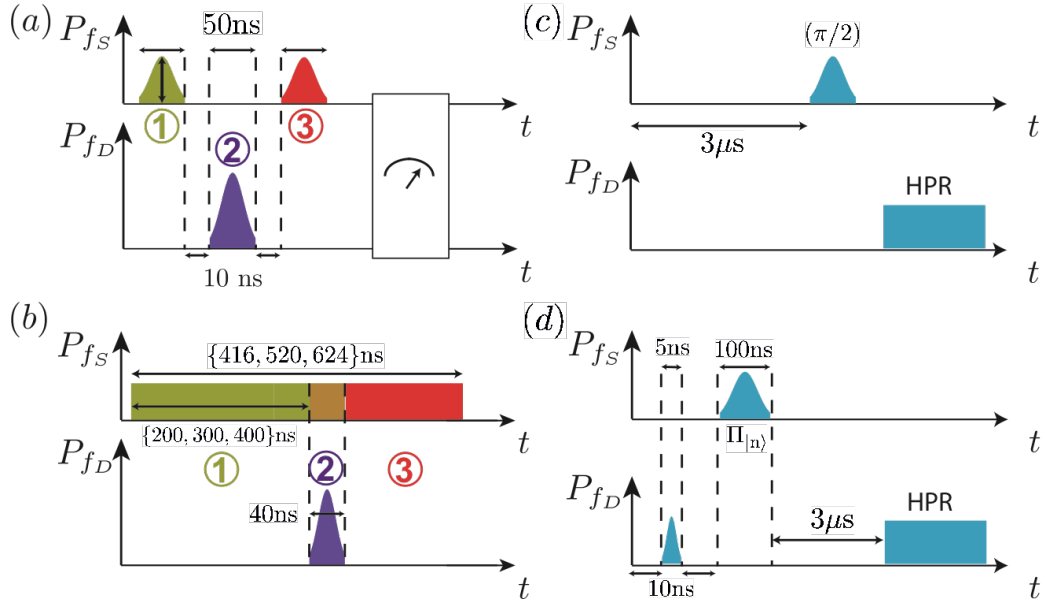 (a)
P_{f_S}
50ns
t
① ② ③
P_{f_D}
10 ns
t
(b)
P_{f_S}
{416, 520, 624}ns
{200, 300, 400}ns
t
P_{f_D}
① ② ③
40ns
t
(c)
P_{f_S}
(π/2)
3μs
t
P_{f_D}
HPR
t
(d)
P_{f_S}
5ns
100ns
Π_{|n⟩}
t
P_{f_D}
3μs
HPR
10ns
t